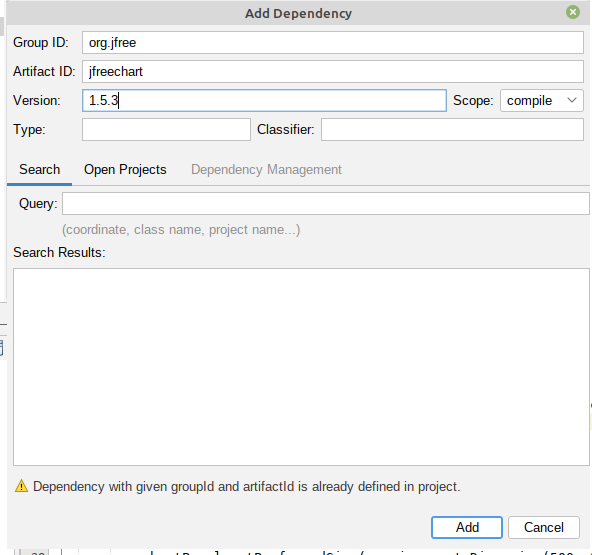 Add Dependency
Group ID: org.jfree
Artifact ID: jfreechart
Version: 1.5.3 Scope: compile
Type: Classifier:
Search Open Projects Dependency Management
Query:
(coordinate, class name, project name...)
Search Results:
Dependency with given groupId and artifactId is already defined in project.
Add Cancel